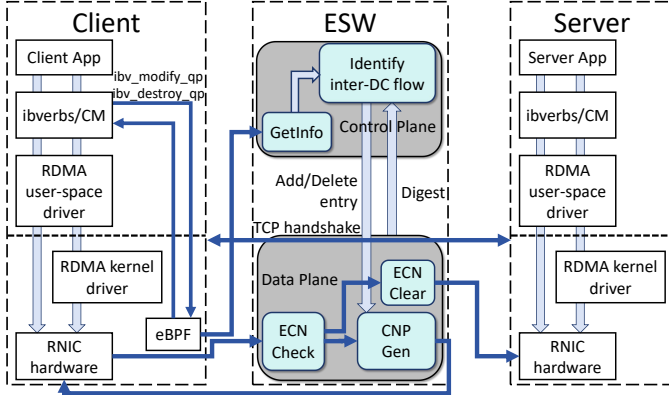 Client
ESW
Server
Client App
ibv_modify_qp
ibv_destroy_qp
ibverbs/CM
RDMA
user-space
driver
RDMA kernel
driver
eBPF
RNIC
hardware
Identify
inter-DC flow
GetInfo
Control Plane
Add/Delete
entry
Digest
TCP handshake
Data Plane
ECN
Clear
ECN
Check
CNP
Gen
Server App
ibverbs/CM
RDMA
user-space
driver
RDMA kernel
driver
RNIC
hardware